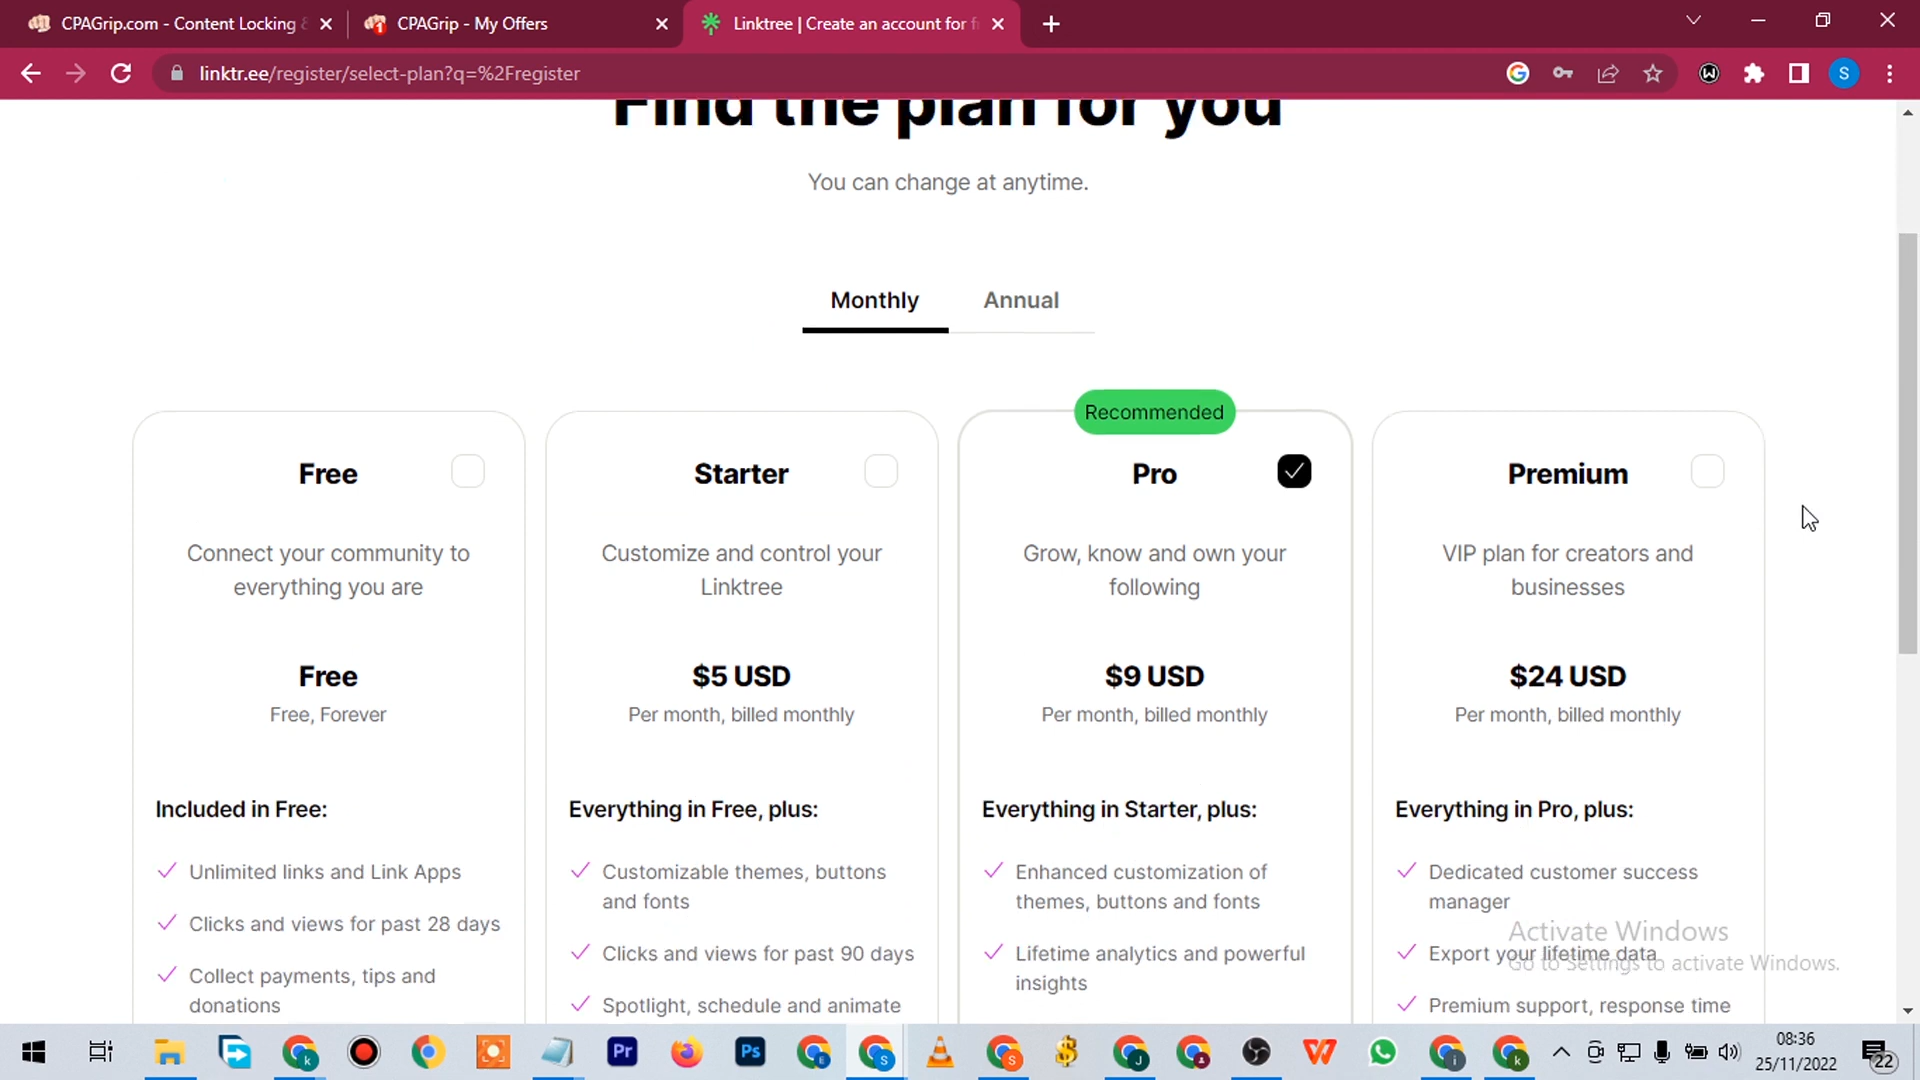 CPAGrip.com - Content Locking
CPAGrip - My Offers
Linktree | Create an account for f
linktr.ee/register/select-plan?q=%2Fregister
S
Find the plan for you
You can change at anytime.
Monthly
Annual
Recommended
Free
Connect your community to
everything you are
Free
Free, Forever
Included in Free:
Unlimited links and Link Apps
Clicks and views for past 28 days
Collect payments, tips and
donations
Starter
Customize and control your
Linktree
$5 USD
Per month, billed monthly
Everything in Free, plus:
Customizable themes, buttons
and fonts
Clicks and views for past 90 days
Spotlight, schedule and animate
Pro
Grow, know and own your
following
$9 USD
Per month, billed monthly
Everything in Starter, plus:
Enhanced customization of
themes, buttons and fonts
Lifetime analytics and powerful
insights
Premium
VIP plan for creators and
businesses
$24 USD
Per month, billed monthly
Everything in Pro, plus:
Dedicated customer success
manager
Export your lifetime data
Premium support, response time
Activate Windows
Go to Settings to activate Windows.
08:36
25/11/2022
22